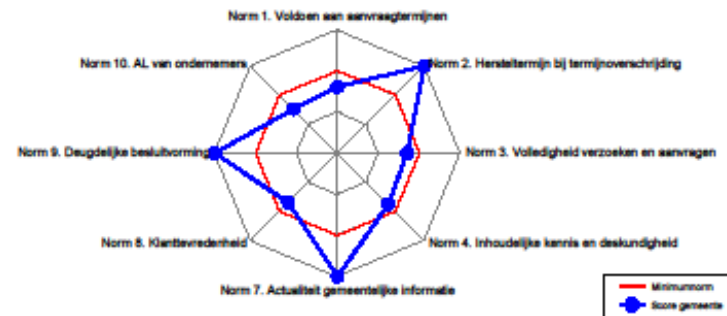 Norm 1. Voldoen aan aanvraagtermijnen
Norm 10. AL van ondernemers
Norm 2. Hersteltermijn bij termijnoverschrijding
Norm 9. Deugdelijke besluitvorming
Norm 3. Volledigheid verzoeken en aanvragen
Norm 8. Klanttevredenheid
Norm 4. Inhoudelijke kennis en deskundigheid
Norm 7. Actualiteit gemeentelijke informatie
Minimumnorm
Score gemeente